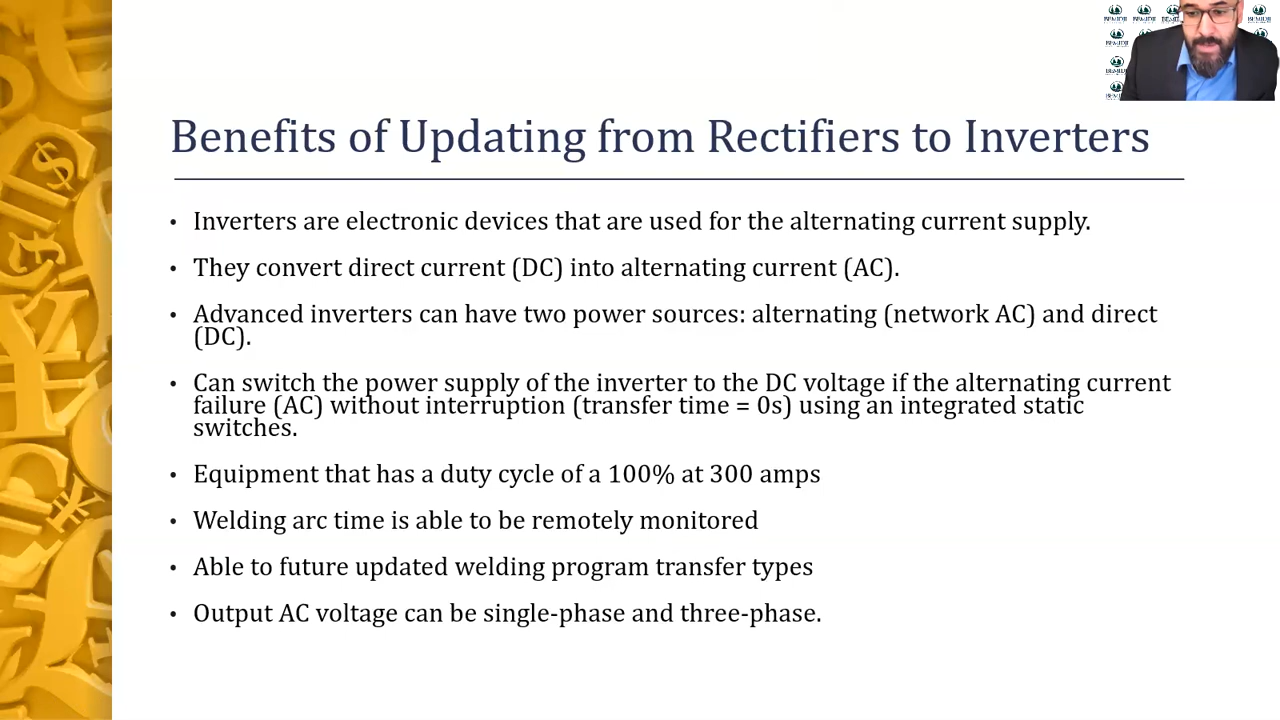 BEMIDJI
Benefits of Updating from Rectifiers to Inverters
• Inverters are electronic devices that are used for the alternating current supply.
• They convert direct current (DC) into alternating current (AC).
• Advanced inverters can have two power sources: alternating (network AC) and direct
(DC).
• Can switch the power supply of the inverter to the DC voltage if the alternating current
failure (AC) without interruption (transfer time = 0s) using an integrated static
switches.
• Equipment that has a duty cycle of a 100% at 300 amps
• Welding arc time is able to be remotely monitored
• Able to future updated welding program transfer types
• Output AC voltage can be single-phase and three-phase.